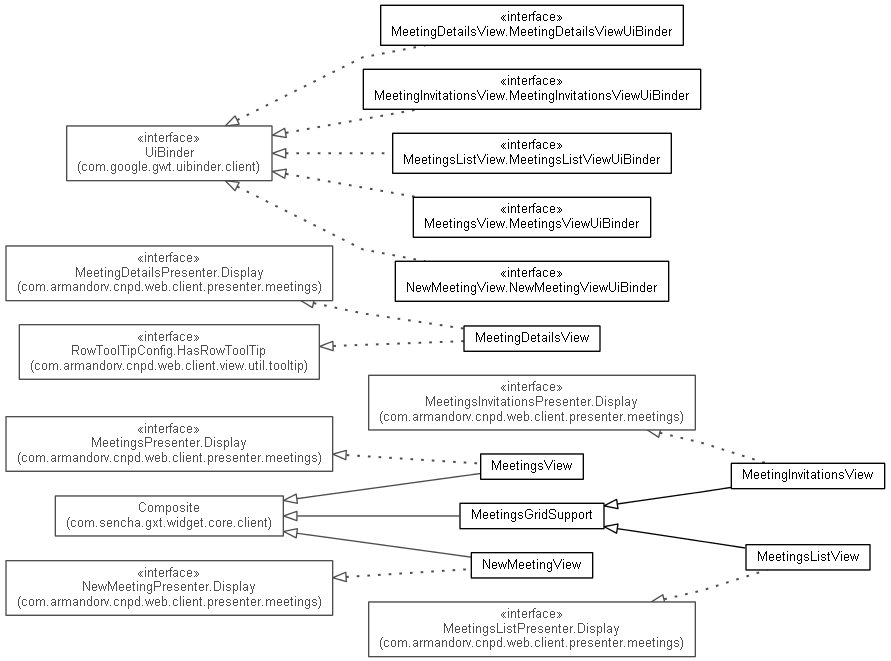 «interface»
MeetingDetailsView.MeetingDetailsViewUiBinder
«interface»
MeetingInvitationsView.MeetingInvitationsViewUiBinder
«interface»
UiBinder
(com.google.gwt.uibinder.client)
«interface»
MeetingsListView.MeetingsListViewUiBinder
«interface»
MeetingsView.MeetingsViewUiBinder
«interface»
MeetingDetailsPresenter.Display
(com.armandorv.cnpd.web.client.presenter.meetings)
«interface»
NewMeetingView.NewMeetingViewUiBinder
«interface»
RowToolTipConfig.HasRowToolTip
(com.armandorv.cnpd.web.client.view.util.tooltip)
MeetingDetailsView
«interface»
MeetingsInvitationsPresenter.Display
(com.armandorv.cnpd.web.client.presenter.meetings)
«interface»
MeetingsPresenter.Display
(com.armandorv.cnpd.web.client.presenter.meetings)
MeetingsView
MeetingInvitationsView
Composite
(com.sencha.gxt.widget.core.client)
MeetingsGridSupport
MeetingsListView
NewMeetingView
«interface»
NewMeetingPresenter.Display
(com.armandorv.cnpd.web.client.presenter.meetings)
«interface»
MeetingsListPresenter.Display
(com.armandorv.cnpd.web.client.presenter.meetings)